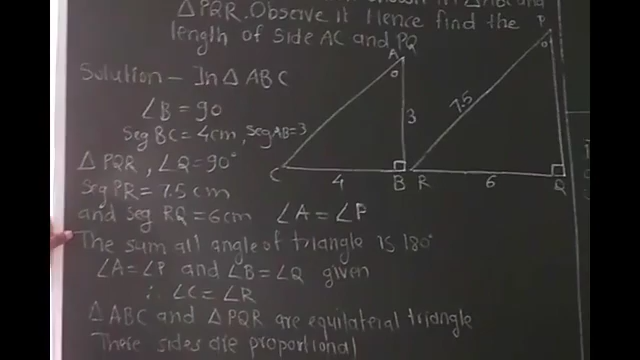 △PQR. Observe it. Hence find the
length of side AC and PQ
Solution - In △ ABC
∠B = 90
seg BC = 4cm, seg AB = 3
△ PQR, ∠Q = 90°
seg PR = 7.5 cm
and seg RQ = 6cm ∠A = ∠P
The sum all angle of triangle is 180°
∠A = ∠P and ∠B = ∠Q given
∴ ∠C = ∠R
△ ABC and △ PQR are equilateral triangle
There sides are proportional
A
3
C
4
B
P
7.5
R
6
Q